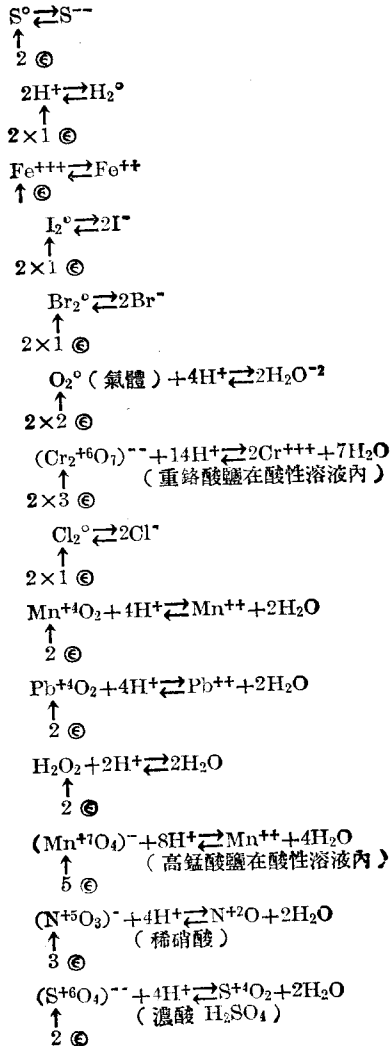 S° ⇄ S⁻⁻
↑
2 ⓔ
2H⁺ ⇄ H₂°
↑
2×1 ⓔ
Fe⁺⁺⁺ ⇄ Fe⁺⁺
↑ ⓔ
I₂° ⇄ 2I⁻
↑
2×1 ⓔ
Br₂° ⇄ 2Br⁻
↑
2×1 ⓔ
O₂°（氣體）+4H⁺ ⇄ 2H₂O⁻²
↑
2×2 ⓔ
(Cr₂⁺⁶O₇)⁻⁻ +14H⁺ ⇄ 2Cr⁺⁺⁺ +7H₂O
↑ （重鉻酸鹽在酸性溶液內）
2×3 ⓔ
Cl₂° ⇄ 2Cl⁻
↑
2×1 ⓔ
Mn⁺⁴O₂+4H⁺ ⇄ Mn⁺⁺ +2H₂O
↑
2 ⓔ
Pb⁺⁴O₂+4H⁺ ⇄ Pb⁺⁺ +2H₂O
↑
2 ⓔ
H₂O₂+2H⁺ ⇄ 2H₂O
↑
2 ⓔ
(Mn⁺⁷O₄)⁻ +8H⁺ ⇄ Mn⁺⁺ +4H₂O
↑ （高錳酸鹽在酸性溶液內）
5 ⓔ
(N⁺⁵O₃)⁻ +4H⁺ ⇄ N⁺²O+2H₂O
↑ （稀硝酸）
3 ⓔ
(S⁺⁶O₄)⁻⁻ +4H⁺ ⇄ S⁺⁴O₂+2H₂O
↑ （濃酸 H₂SO₄）
2 ⓔ